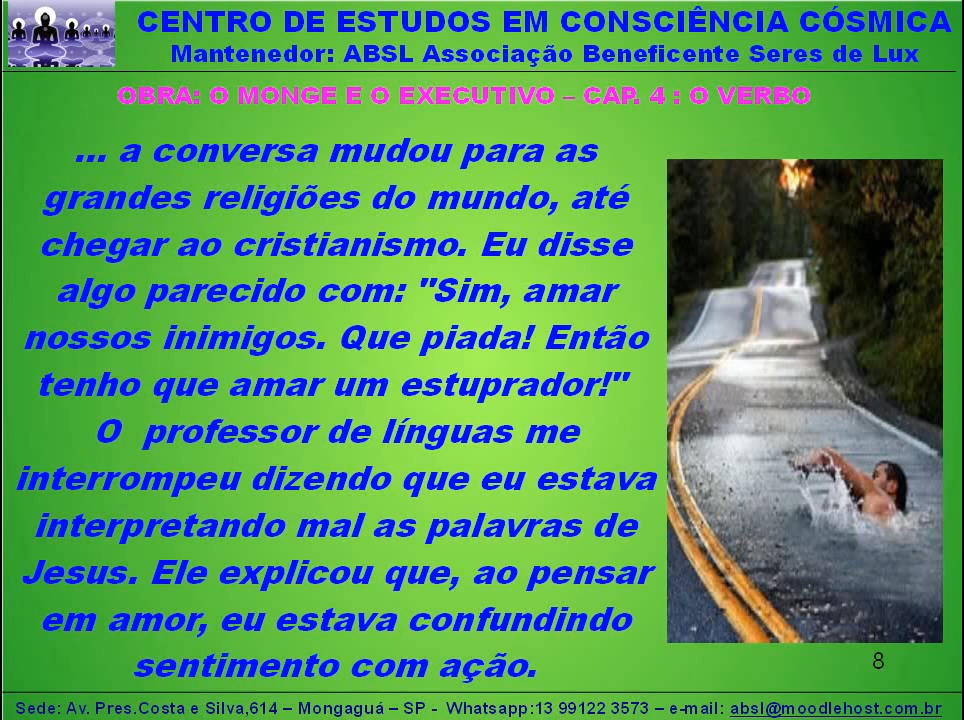 CENTRO DE ESTUDOS EM CONSCIÊNCIA CÓSMICA
Mantenedor: ABSL Associação Beneficente Seres de Lux
OBRA: O MONGE E O EXECUTIVO – CAP. 4 : O VERBO
... a conversa mudou para as
grandes religiões do mundo, até
chegar ao cristianismo. Eu disse
algo parecido com: "Sim, amar
nossos inimigos. Que piada! Então
tenho que amar um estuprador!"
O professor de línguas me
interrompeu dizendo que eu estava
interpretando mal as palavras de
Jesus. Ele explicou que, ao pensar
em amor, eu estava confundindo
sentimento com ação.
8
Sede: Av. Pres.Costa e Silva,614 – Mongaguá – SP - Whatsapp:13 99122 3573 – e-mail: absl@moodlehost.com.br